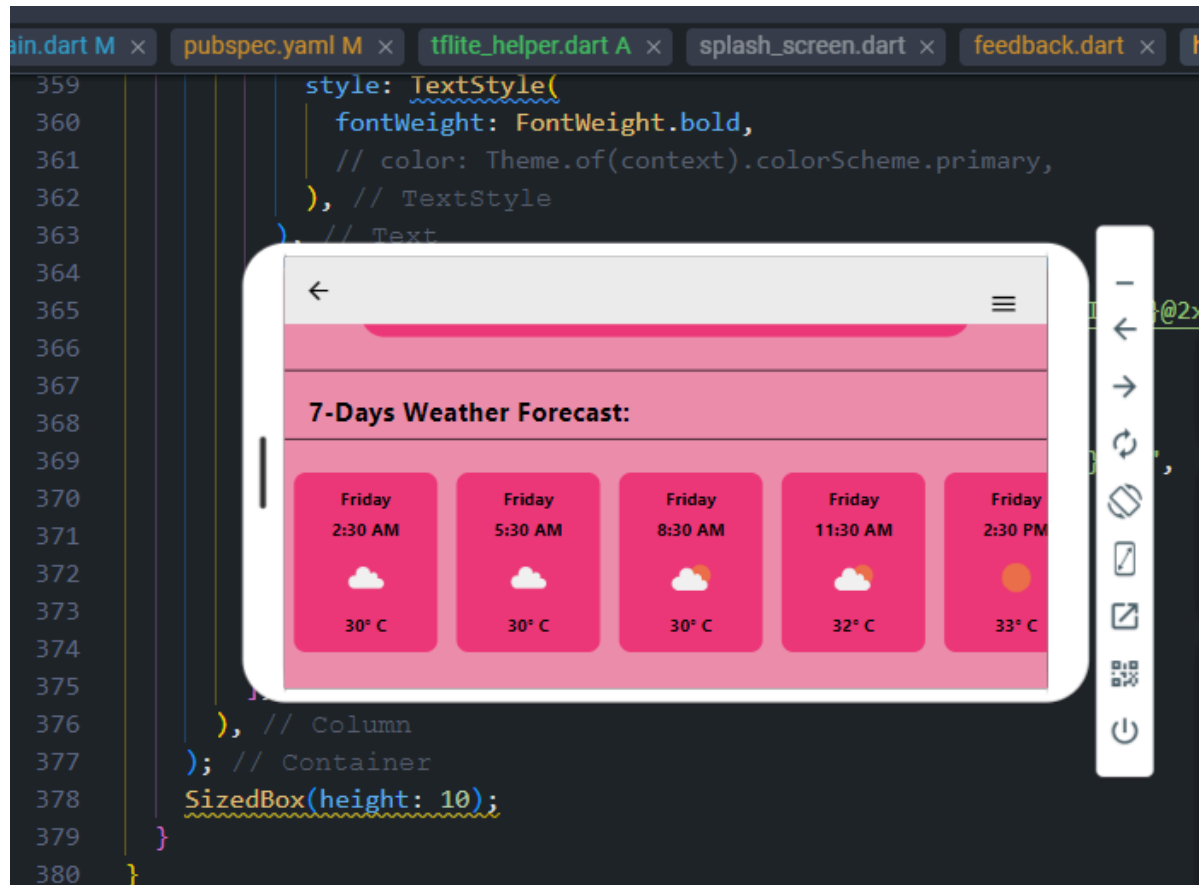 ain.dart M × pubspec.yaml M × tflite_helper.dart A × splash_screen.dart × feedback.dart ×
359 style: TextStyle(
360 fontWeight: FontWeight.bold,
361 // color: Theme.of(context).colorScheme.primary,
362 ), // TextStyle
363 ), // Text
364
365 }@2x
366
367
368
369 }
',
370
371
372
373
374
375 ],
376 ), // Column
377 ); // Container
378 SizedBox(height: 10);
379 }
380 }
7-Days Weather Forecast:
Friday Friday Friday Friday Friday
2:30 AM 5:30 AM 8:30 AM 11:30 AM 2:30 PM
30° C 30° C 30° C 32° C 33° C